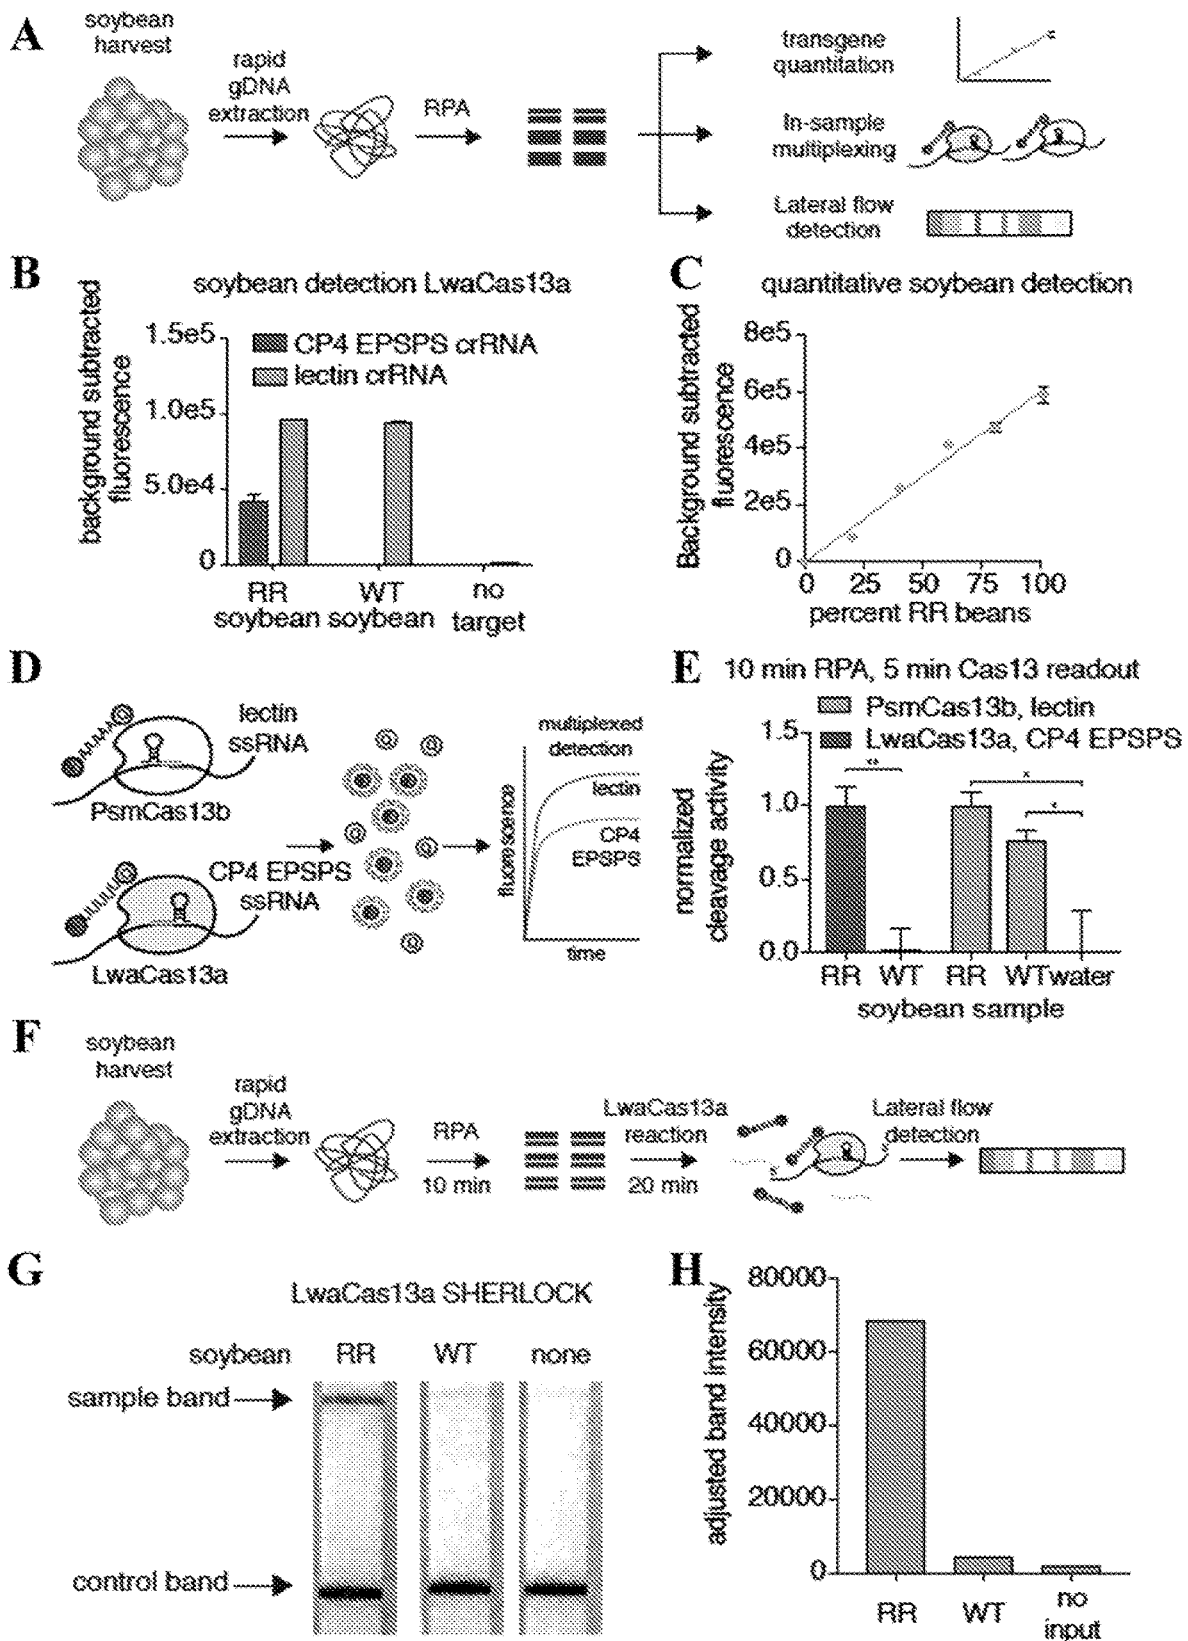 A
soybean
harvest
rapid
gDNA
extraction
RPA
transgene
quantitation
In-sample
multiplexing
Lateral flow
detection
B
soybean detection LwaCas13a
background subtracted
fluorescence
1.5e5
1.0e5
5.0e4
0
CP4 EPSPS crRNA
lectin crRNA
RR
soybean
WT
soybean
no
target
C
quantitative soybean detection
Background subtracted
fluorescence
8e5
6e5
4e5
2e5
0
0 25 50 75 100
percent RR beans
D
lectin
ssRNA
PsmCas13b
CP4 EPSPS
ssRNA
LwaCas13a
multiplexed
detection
lectin
CP4
EPSPS
fluorescence
time
E
10 min RPA, 5 min Cas13 readout
PsmCas13b, lectin
LwaCas13a, CP4 EPSPS
normalized
cleavage activity
1.5
1.0
0.5
0.0
RR WT RR WT water
soybean sample
F
soybean
harvest
rapid
gDNA
extraction
RPA
10 min
LwaCas13a
reaction
20 min
Lateral flow
detection
G
LwaCas13a SHERLOCK
soybean RR WT none
sample band
control band
H
adjusted band intensity
80000
60000
40000
20000
0
RR WT no
input